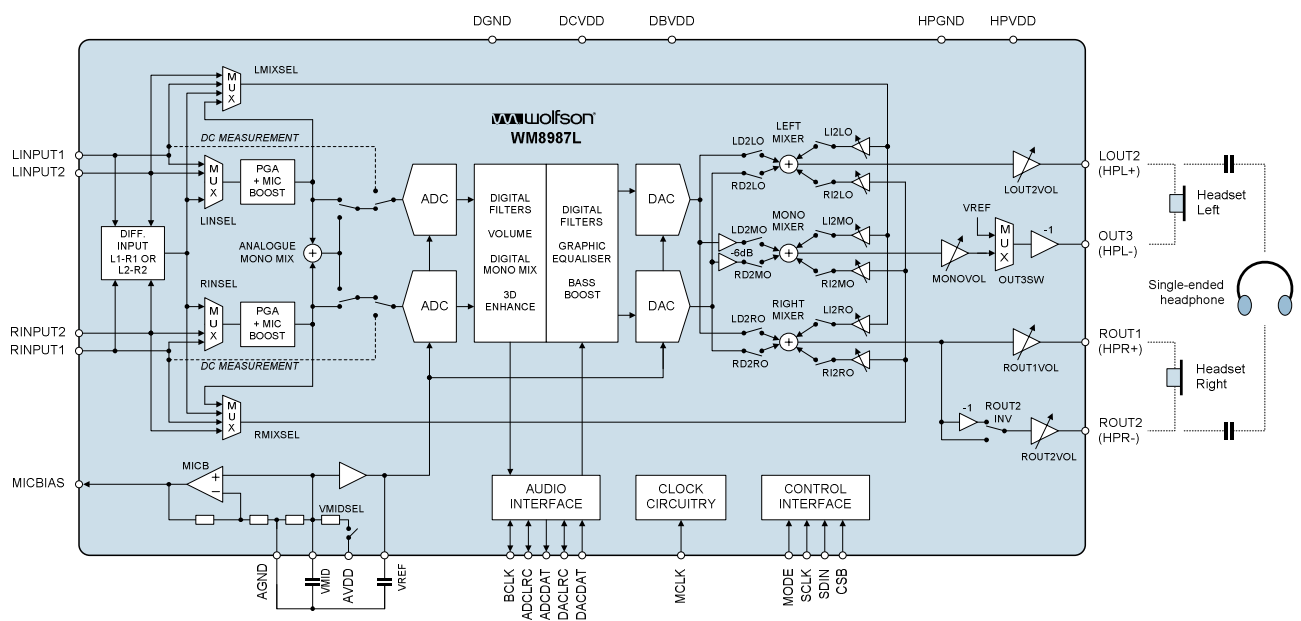 DGND
DCVDD
DBVDD
HPGND
HPVDD
MUX
LMIXSEL
wolfson®
WM8987L
DC MEASUREMENT
LINPUT1
LINPUT2
MUX
LINSEL
PGA
+ MIC
BOOST
ADC
DIGITAL
FILTERS
VOLUME
DIGITAL
MONO MIX
3D
ENHANCE
DIGITAL
FILTERS
GRAPHIC
EQUALISER
BASS
BOOST
DAC
LEFT
MIXER
LD2LO
RD2LO
LI2LO
RI2LO
LOUT2VOL
LOUT2
(HPL+)
Headset
Left
DIFF.
INPUT
L1-R1 OR
L2-R2
ANALOGUE
MONO MIX
MONO
MIXER
LD2MO
-6dB
RD2MO
LI2MO
RI2MO
MONOVOL
VREF
MUX
OUT3SW
-1
OUT3
(HPL-)
Single-ended
headphone
RINSEL
MUX
PGA
+ MIC
BOOST
ADC
DAC
RIGHT
MIXER
LD2RO
RD2RO
LI2RO
RI2RO
RINPUT2
RINPUT1
DC MEASUREMENT
ROUT1VOL
ROUT1
(HPR+)
Headset
Right
MUX
RMIXSEL
-1
ROUT2
INV
ROUT2VOL
ROUT2
(HPR-)
MICBIAS
MICB
+
−
VMIDSEL
AUDIO
INTERFACE
CLOCK
CIRCUITRY
CONTROL
INTERFACE
AGND
VMID
AVDD
VREF
BCLK
ADCLRC
ADCDAT
DACLRC
DACDAT
MCLK
MODE
SCLK
SDIN
CSB